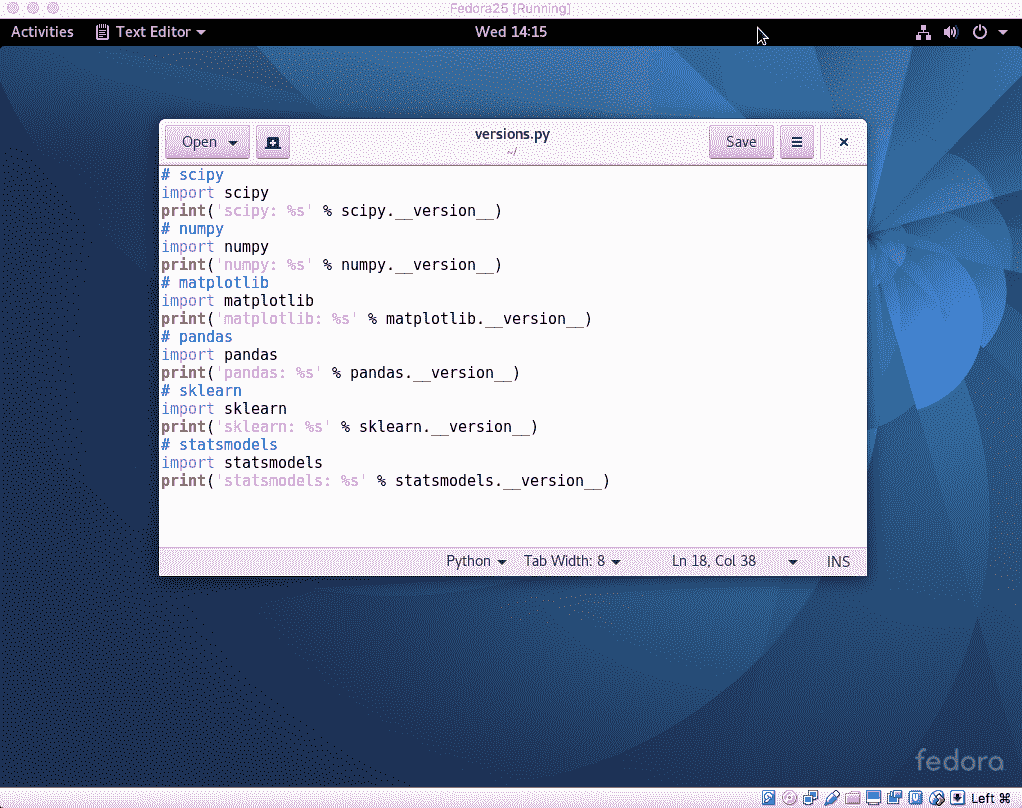 Fedora25 [Running]
Activities Text Editor Wed 14:15
Open versions.py Save
~/
# scipy
import scipy
print('scipy: %s' % scipy.__version__)
# numpy
import numpy
print('numpy: %s' % numpy.__version__)
# matplotlib
import matplotlib
print('matplotlib: %s' % matplotlib.__version__)
# pandas
import pandas
print('pandas: %s' % pandas.__version__)
# sklearn
import sklearn
print('sklearn: %s' % sklearn.__version__)
# statsmodels
import statsmodels
print('statsmodels: %s' % statsmodels.__version__)
Python Tab Width: 8 Ln 18, Col 38 INS
fedora
Left ⌘